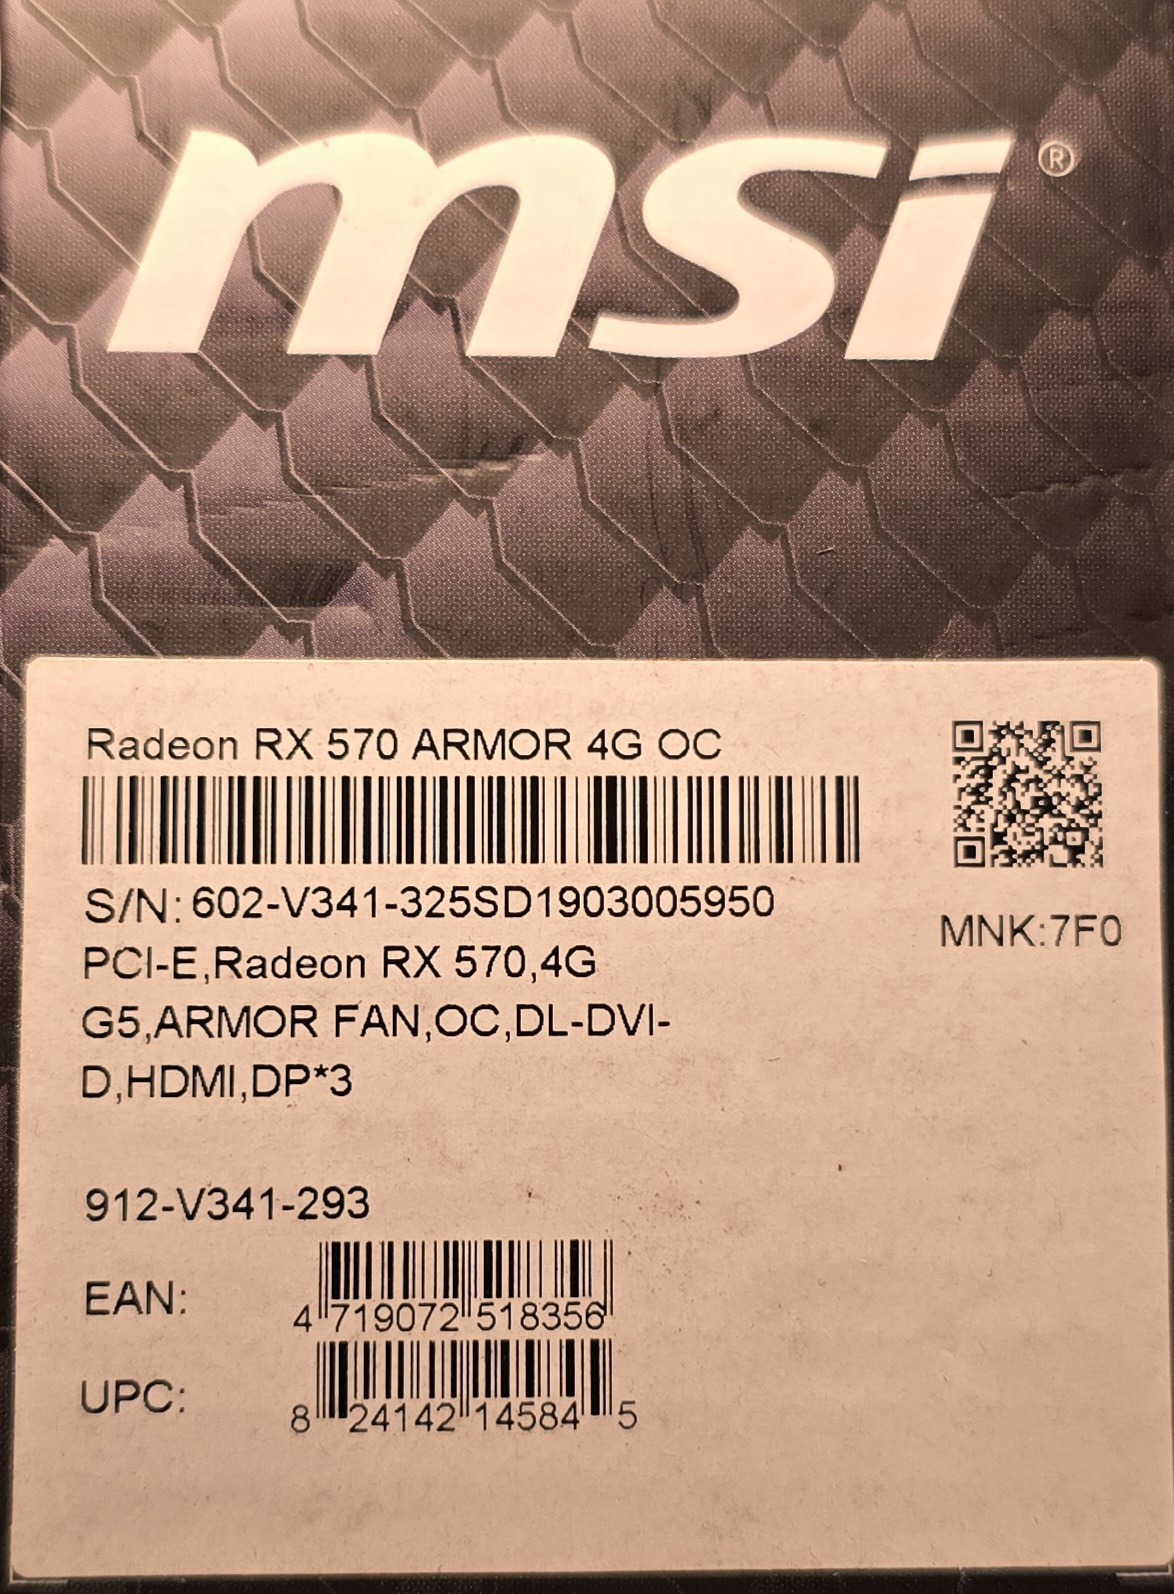 msi®
Radeon RX 570 ARMOR 4G OC
S/N: 602-V341-325SD1903005950
MNK:7F0
PCI-E,Radeon RX 570,4G
G5,ARMOR FAN,OC,DL-DVI-
D,HDMI,DP*3
912-V341-293
EAN:
4 719072 518356
UPC:
8 24142 14584 5